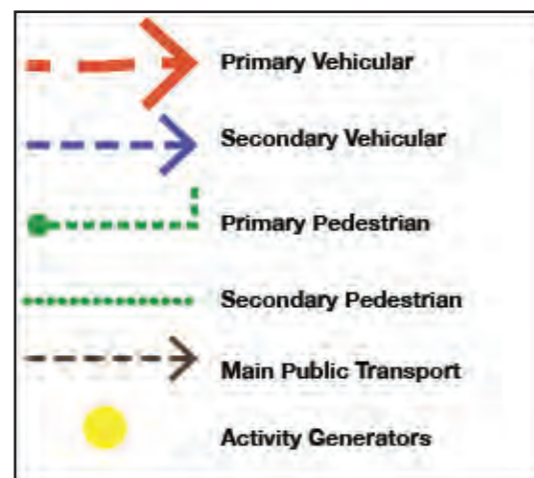 Primary Vehicular
Secondary Vehicular
Primary Pedestrian
Secondary Pedestrian
Main Public Transport
Activity Generators